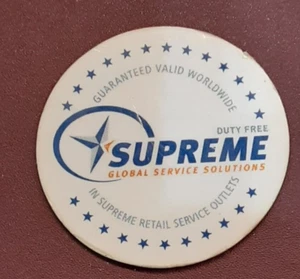 GUARANTEED VALID WORLDWIDE
DUTY FREE
SUPREME
GLOBAL SERVICE SOLUTIONS
IN SUPREME RETAIL SERVICE OUTLETS